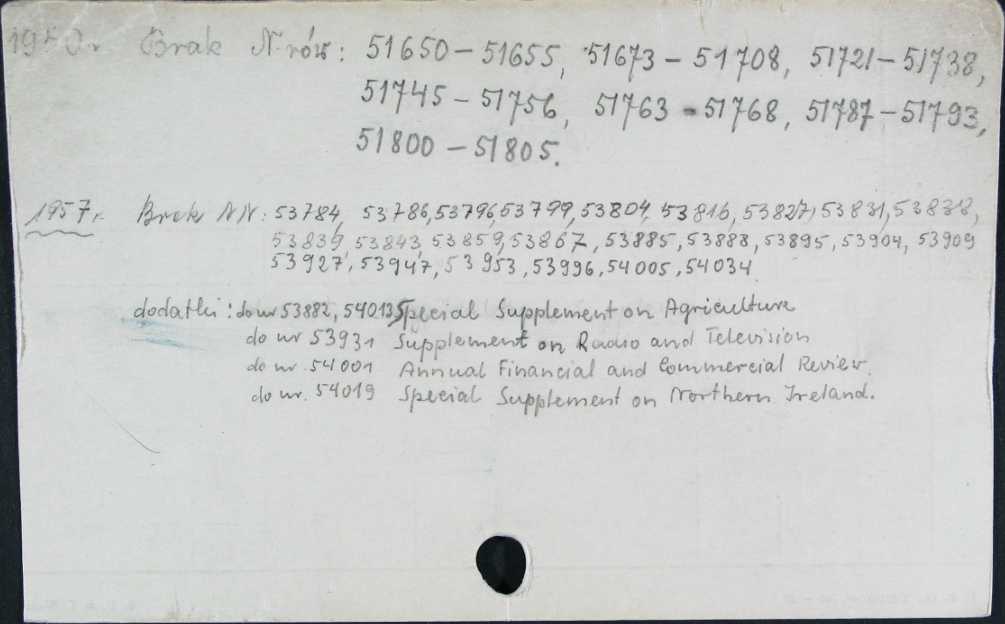 1950r. Brak N-rów: 51650-51655, 51673-51708, 51721-51738,
51745-51756, 51763-51768, 51787-51793,
51800-51805.
1957r. Brak NN: 53784, 53786, 53796, 53799, 53804, 53816, 53827, 53831, 53838,
53839, 53843, 53859, 53867, 53885, 53888, 53895, 53904, 53909
53927, 53947, 53953, 53996, 54005, 54034
dodatki: do nr 53882, 54013 Special Supplement on Agriculture
do nr 53931 Supplement on Radio and Television
do nr. 54001 Annual Financial and Commercial Review.
do nr. 54019 Special Supplement on Northern Ireland.